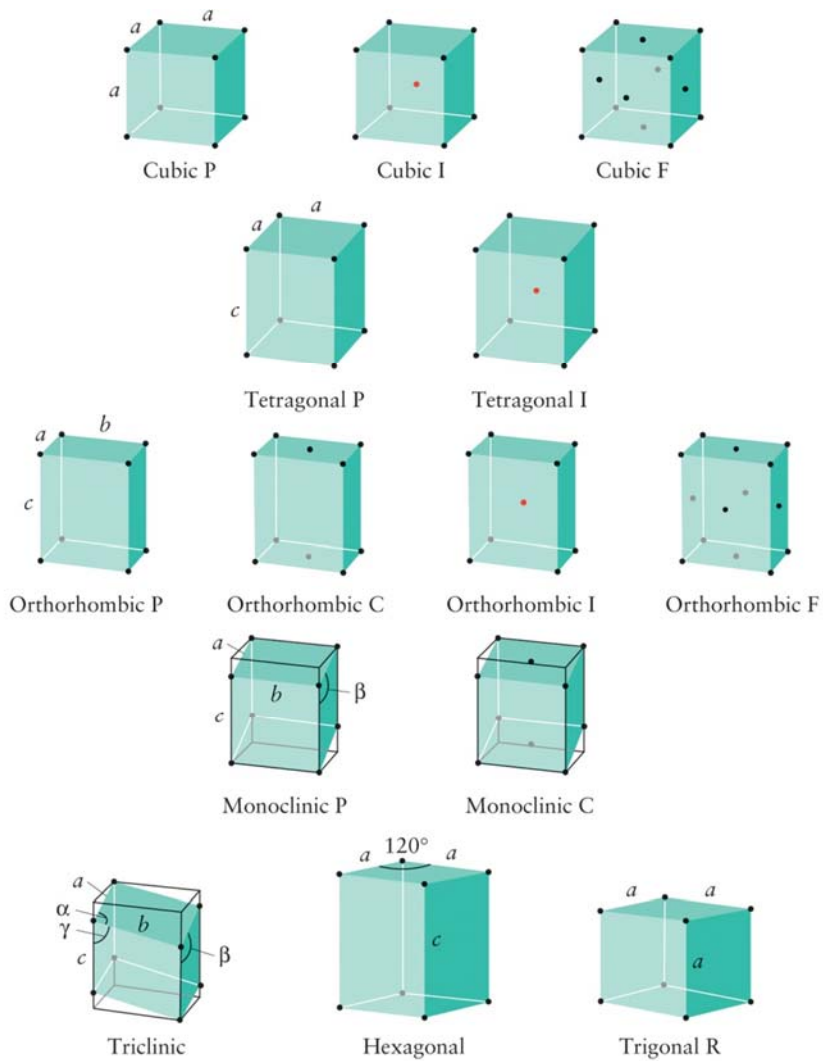 a a
a
Cubic P Cubic I Cubic F
a
a
c
Tetragonal P Tetragonal I
b
a
c
Orthorhombic P Orthorhombic C Orthorhombic I Orthorhombic F
a
b β
c
Monoclinic P Monoclinic C
120°
a a a
a a
α
γ b
c β c a
Triclinic Hexagonal Trigonal R